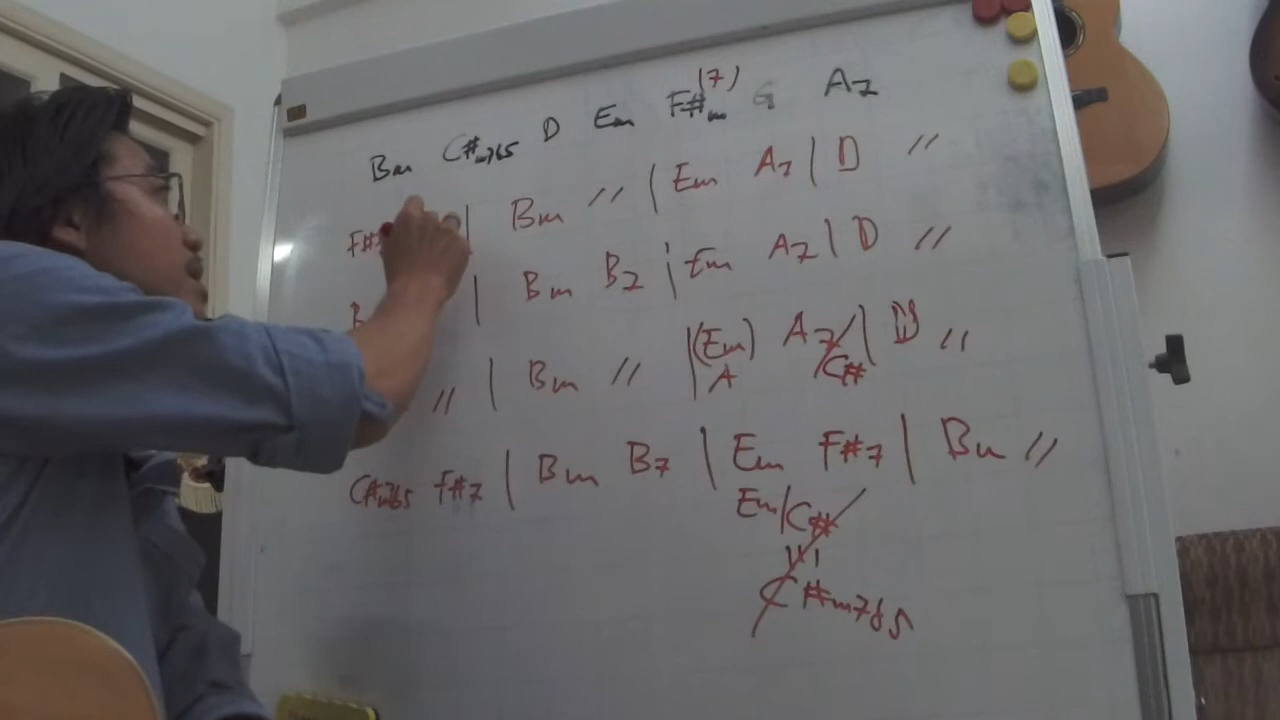 (7)
Bm C#m7b5 D Em F#m G A7
F# | Bm // | Em A7 | D //
B | Bm B7 | Em A7 | D //
// | Bm // | (Em) A7/ | D //
A C#
C#m7b5 F#7 | Bm B7 | Em F#7 | Bm //
Em/C#
C#m7b5